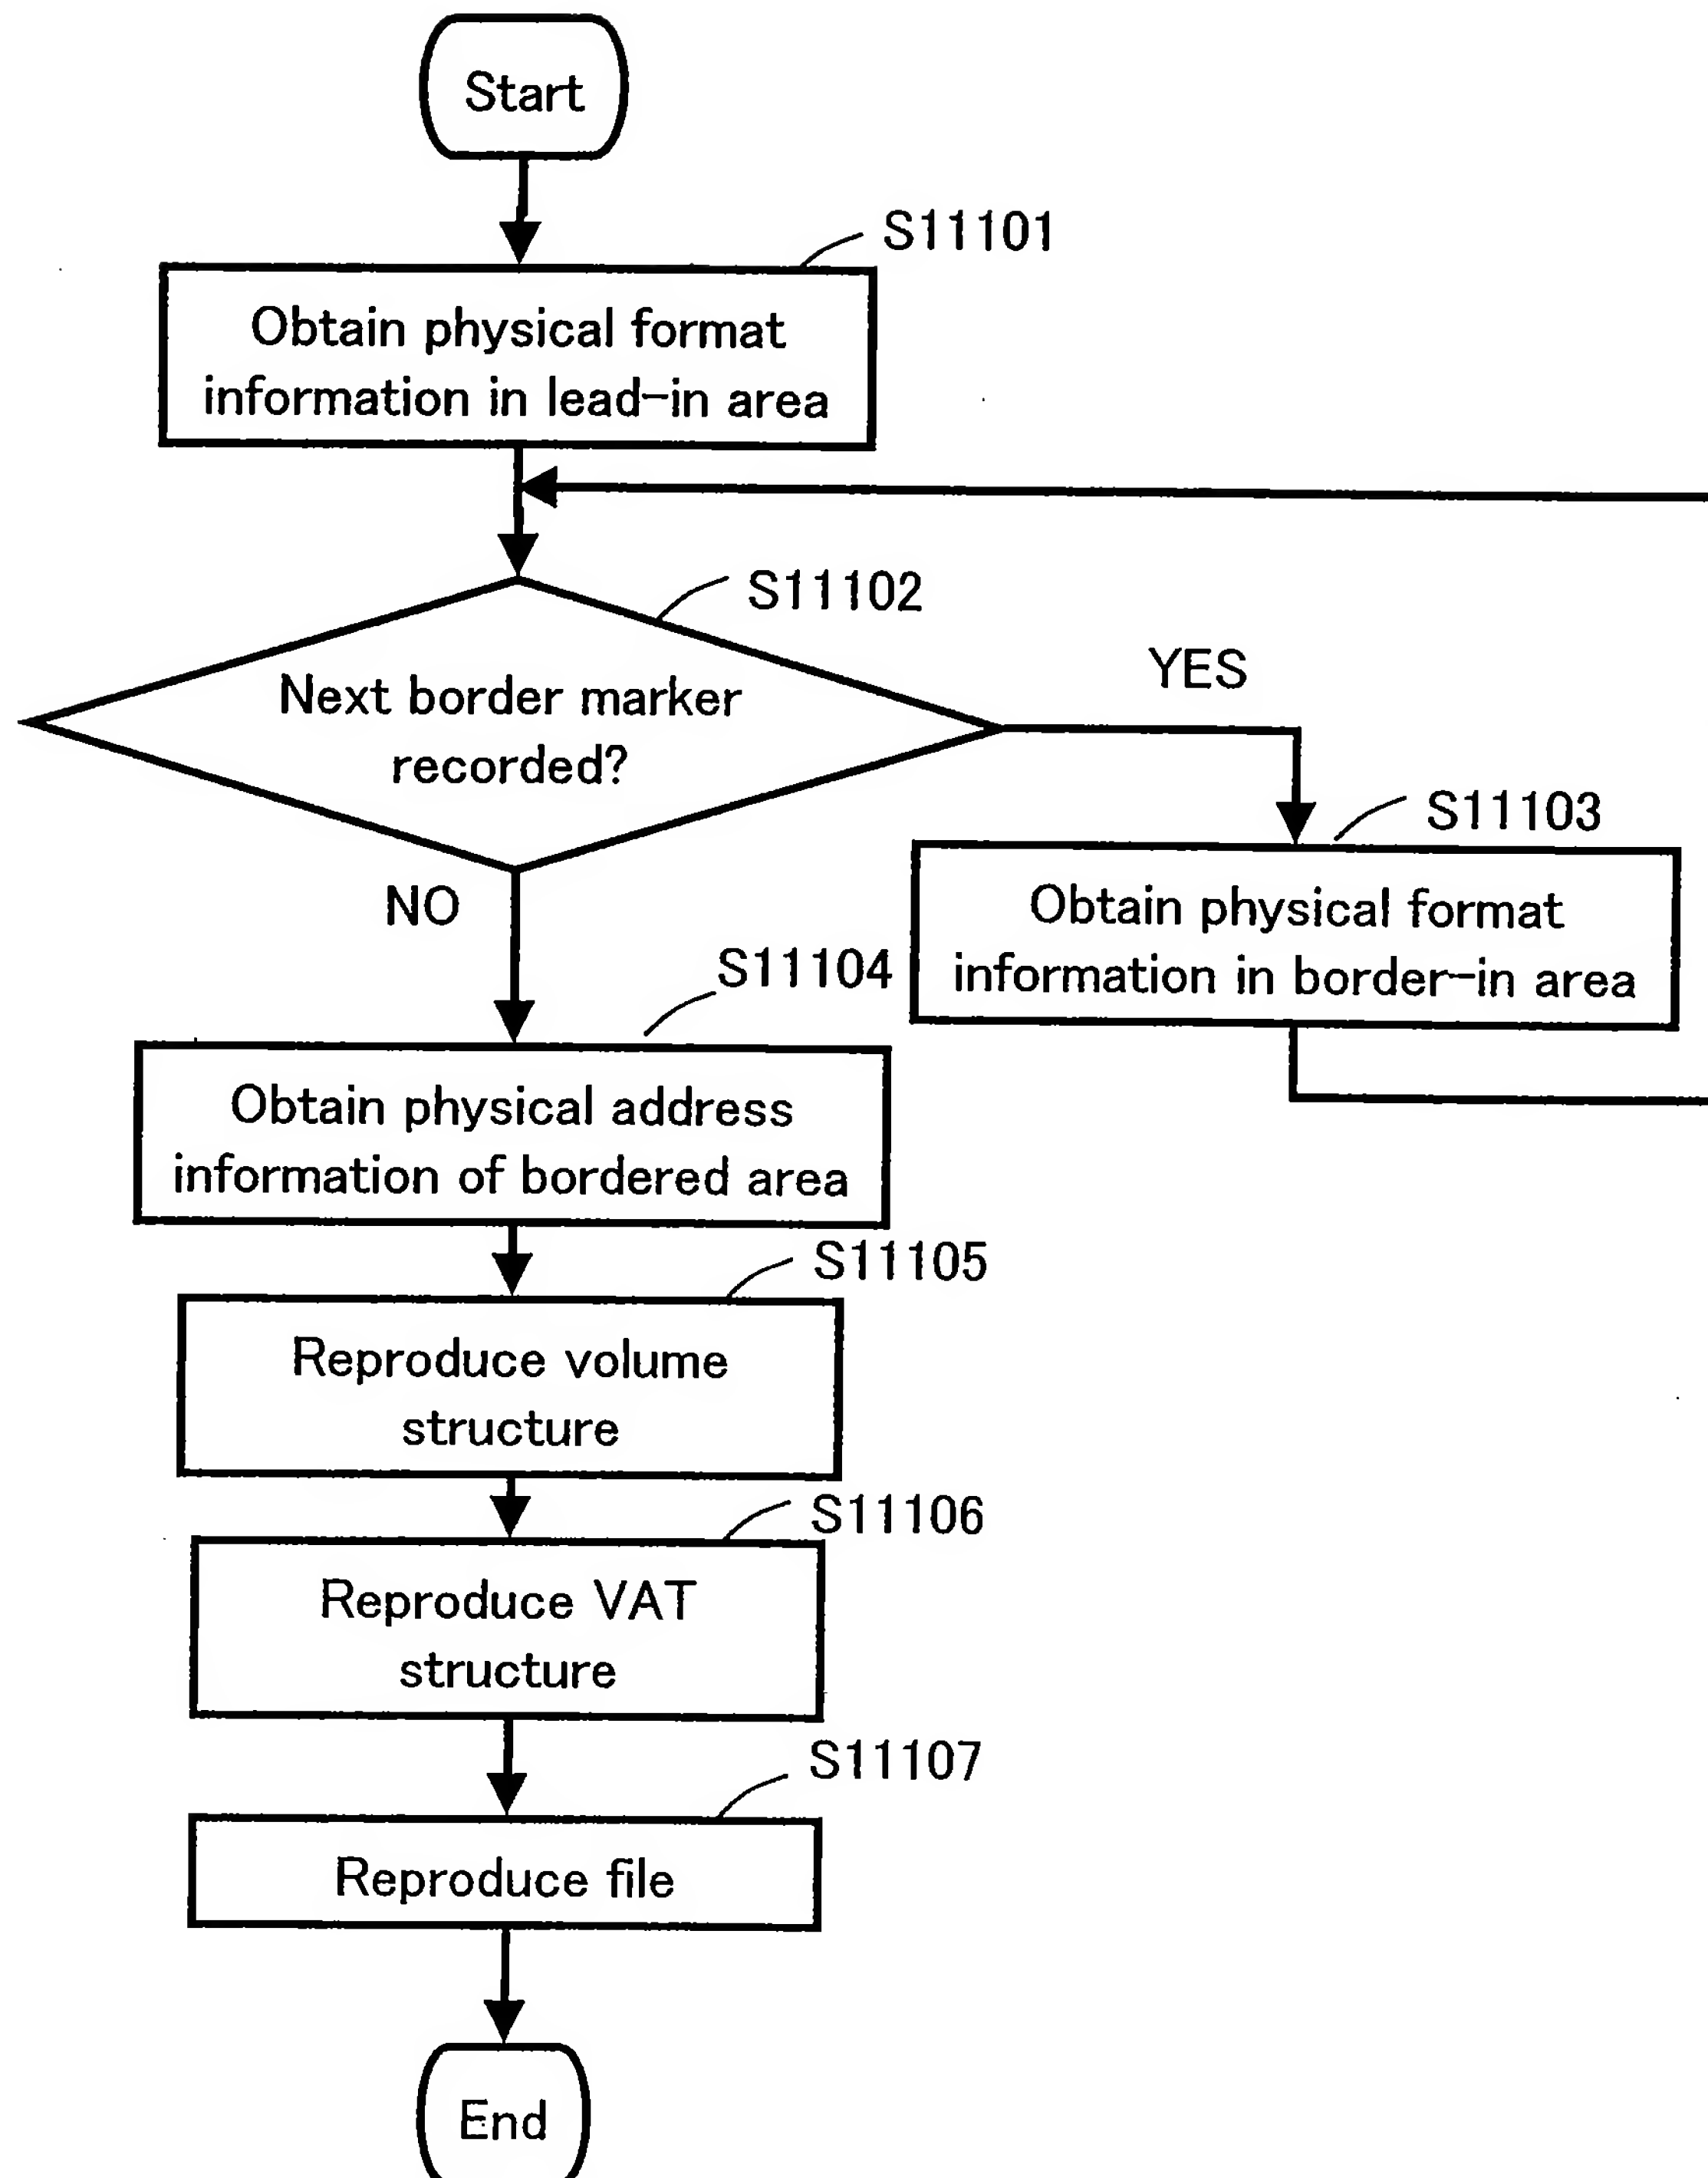 Start
S11101
Obtain physical format
information in lead-in area
S11102
Next border marker
recorded?
YES
NO
S11103
Obtain physical format
information in border-in area
S11104
Obtain physical address
information of bordered area
S11105
Reproduce volume
structure
S11106
Reproduce VAT
structure
S11107
Reproduce file
End